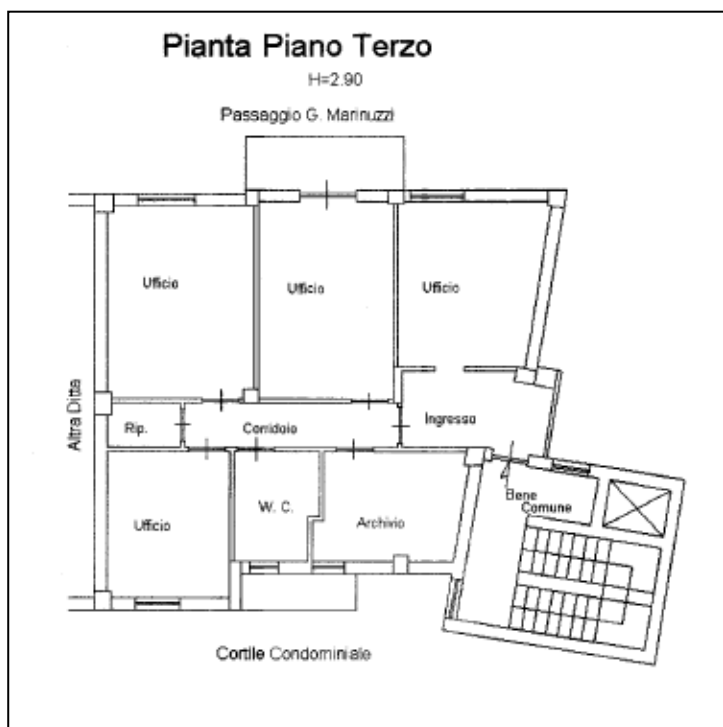 Pianta Piano Terzo
H=2.90
Passaggio G. Marinuzzi
Ufficio
Ufficio
Ufficio
Altra Ditta
Rip.
Corridoio
Ingresso
Ufficio
W. C.
Archivio
Bene
Comune
Cortile Condominiale